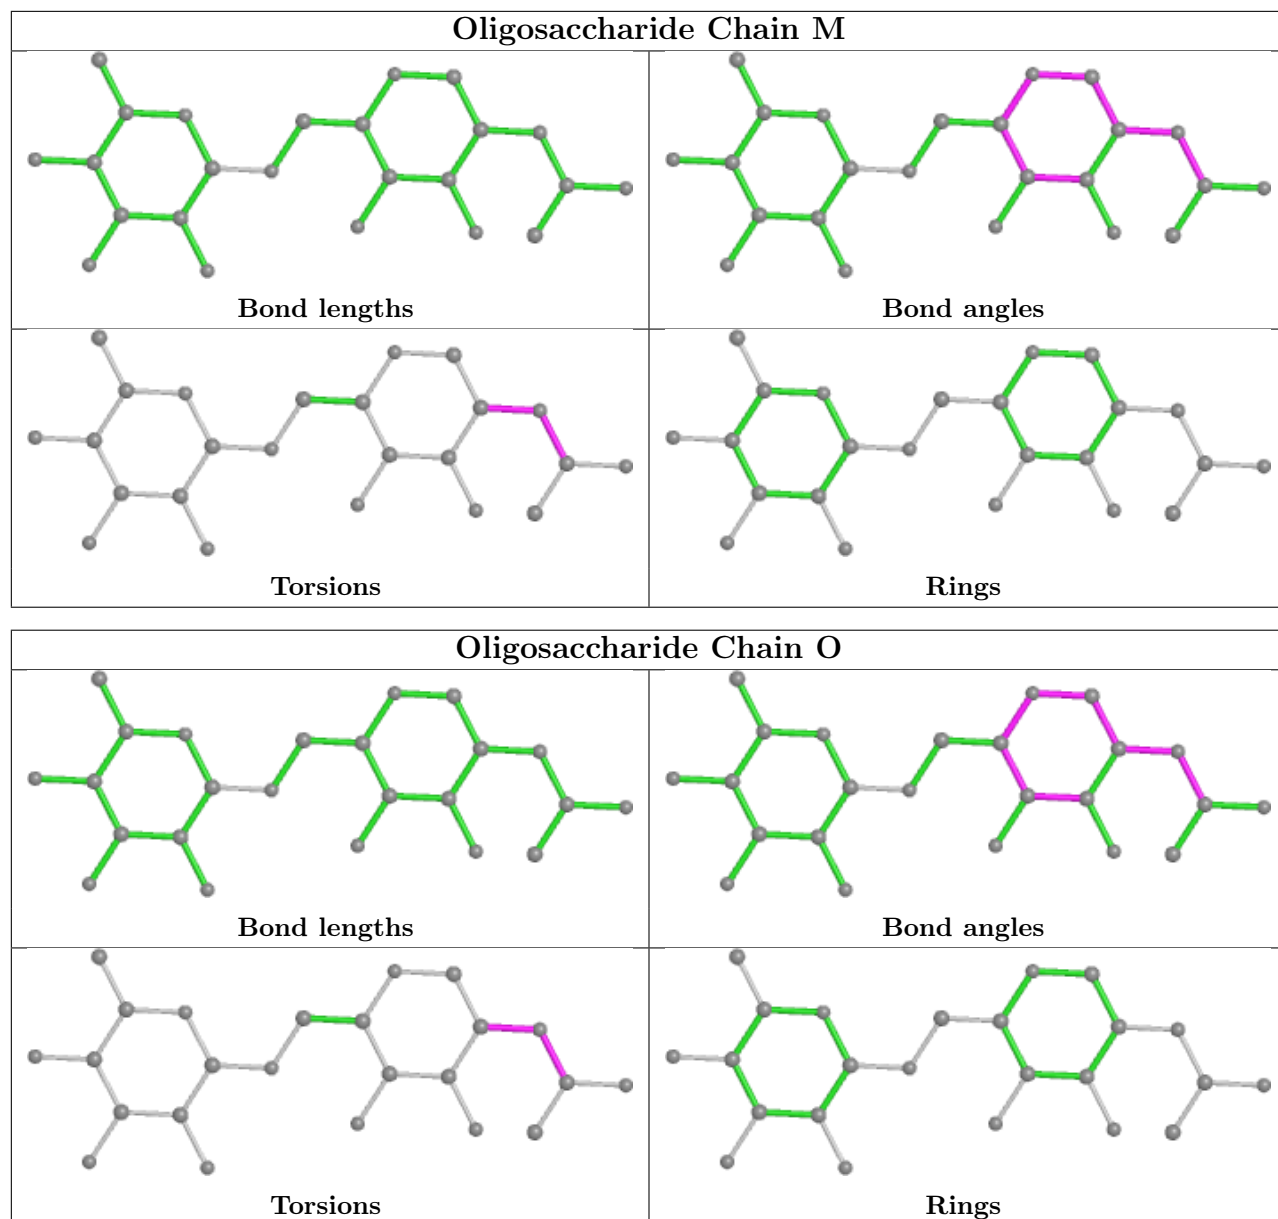 Oligosaccharide Chain M
Bond lengths
Bond angles
Torsions
Rings
Oligosaccharide Chain O
Bond lengths
Bond angles
Torsions
Rings